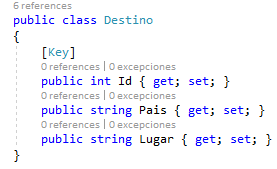 6 references
public class Destino
{
[Key]
0 references | 0 excepciones
public int Id { get; set; }
0 references | 0 excepciones
public string Pais { get; set; }
0 references | 0 excepciones
public string Lugar { get; set; }
}